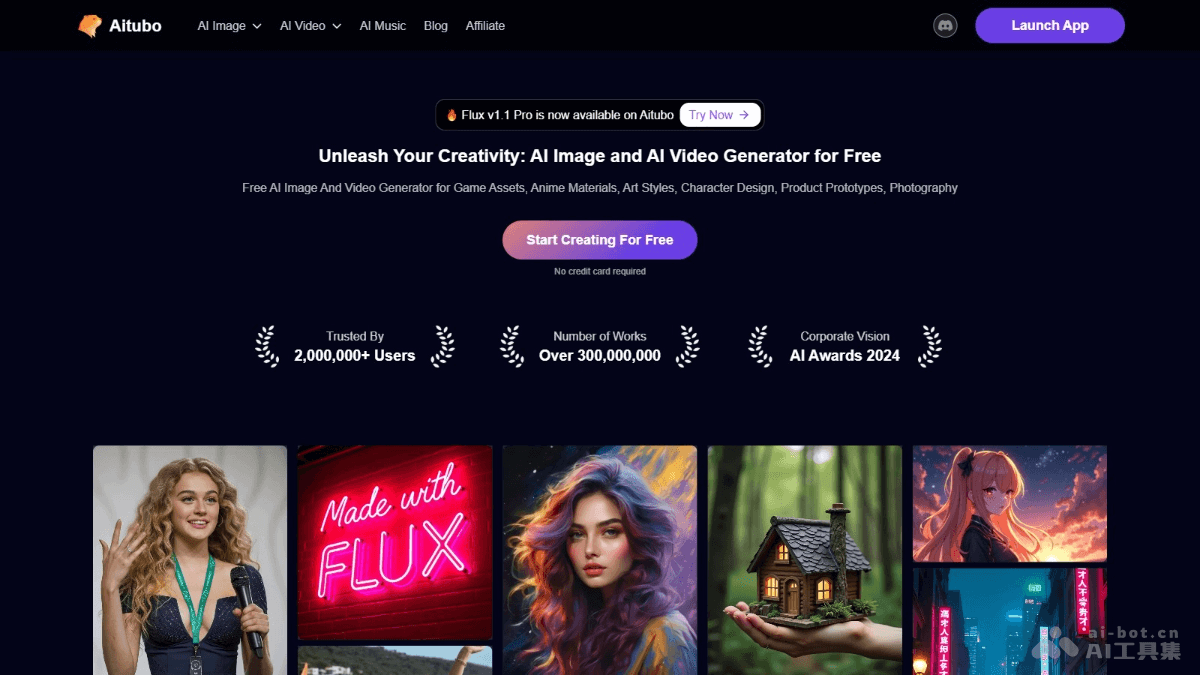 Aitubo
AI Image
AI Video
AI Music
Blog
Affiliate
Launch App
Flux v1.1 Pro is now available on Aitubo
Try Now →
Unleash Your Creativity: AI Image and AI Video Generator for Free
Free AI Image And Video Generator for Game Assets, Anime Materials, Art Styles, Character Design, Product Prototypes, Photography
Start Creating For Free
No credit card required
Trusted By
2,000,000+ Users
Number of Works
Over 300,000,000
Corporate Vision
AI Awards 2024
Made with
FLUX
ai-bot.cn
AI工具集